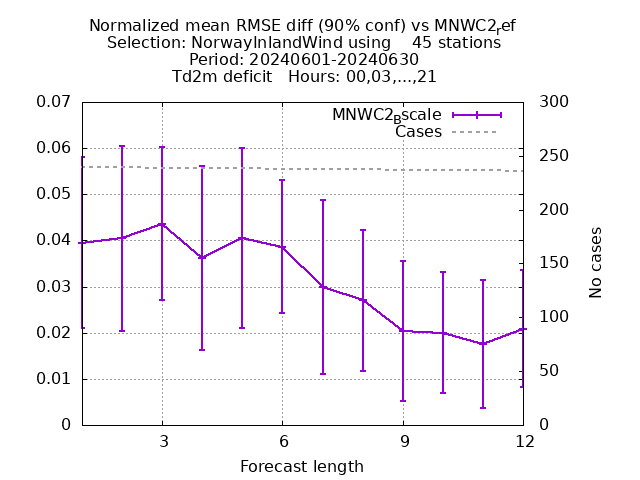 Normalized mean RMSE diff (90% conf) vs MNWC2ref
Selection: NorwayInlandWind using 45 stations
Period: 20240601-20240630
Td2m deficit Hours: 00,03,...,21
MNWC2Bscale
Cases
0.07
0.06
0.05
0.04
0.03
0.02
0.01
0
300
250
200
150
100
50
0
No cases
3
6
9
12
Forecast length